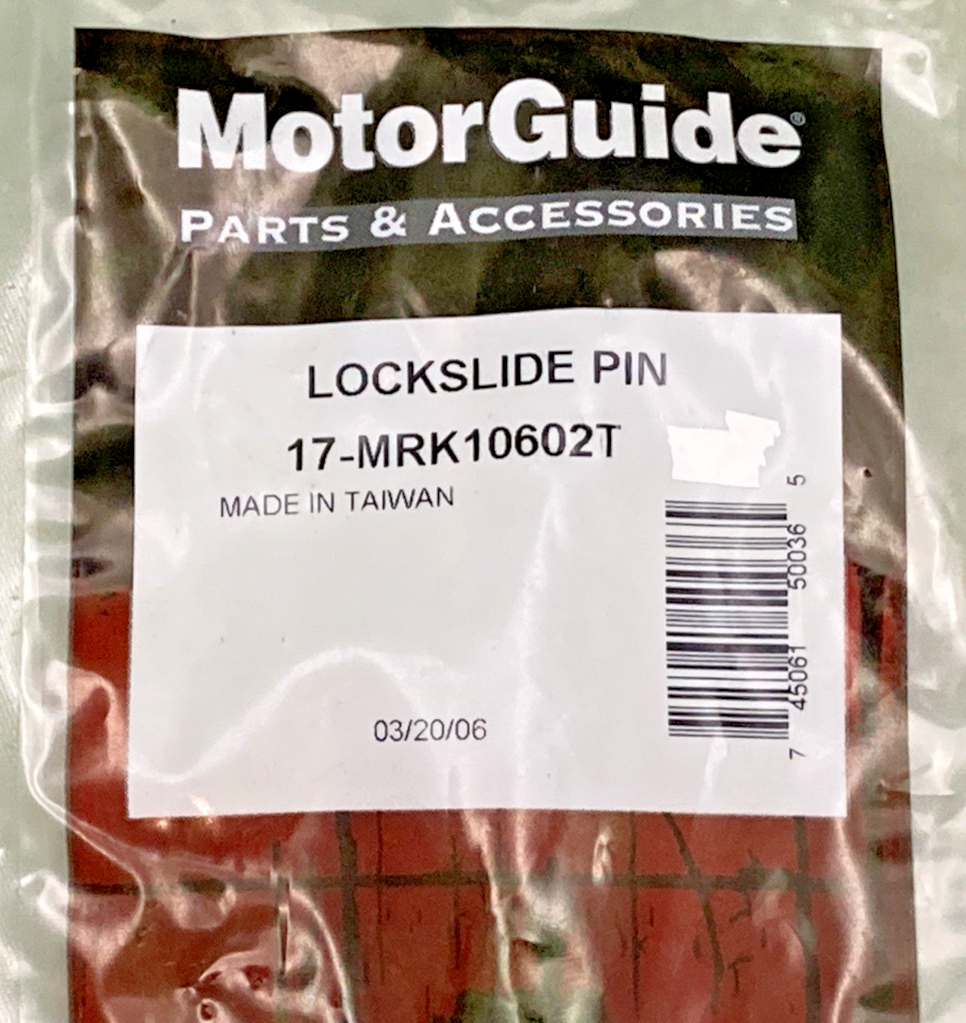 MotorGuide®
PARTS & ACCESSORIES
LOCKSLIDE PIN
17-MRK10602T
MADE IN TAIWAN
7 45061 50036 5
03/20/06